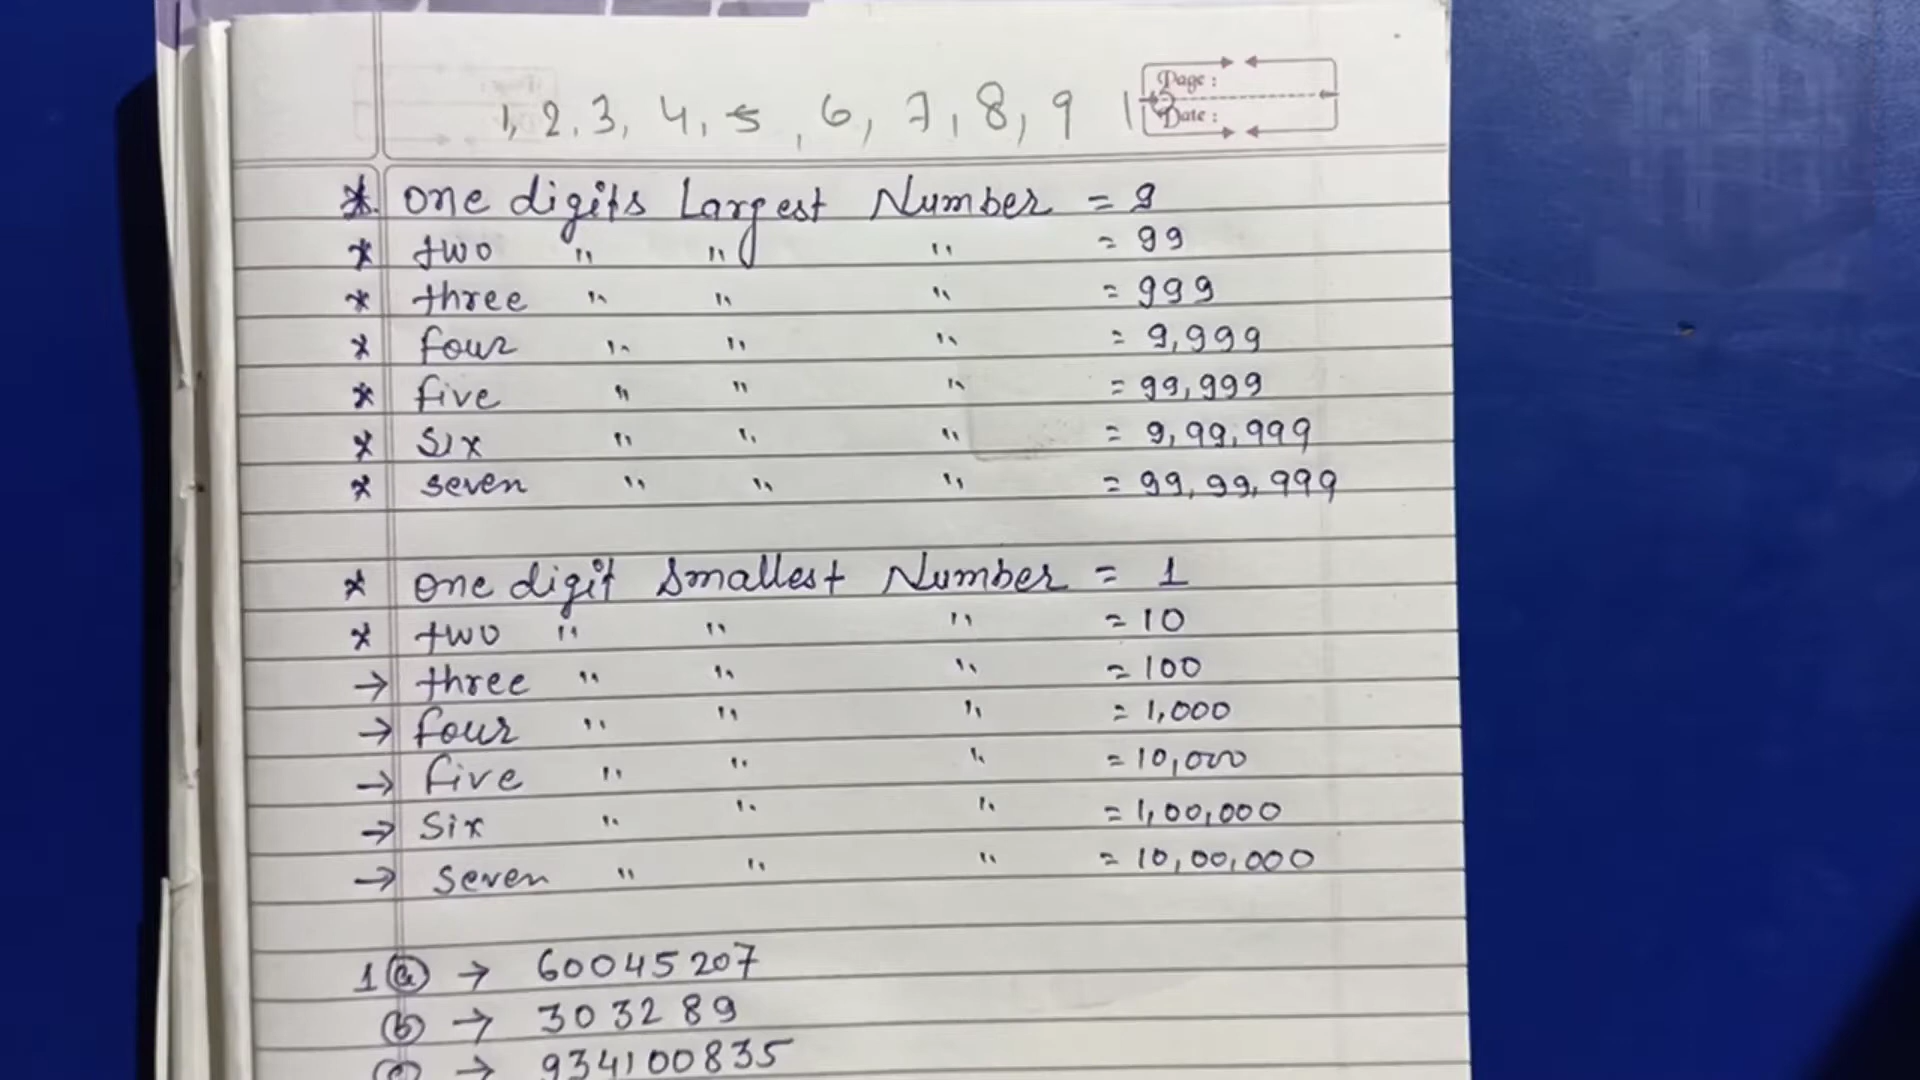 1, 2, 3, 4, 5, 6, 7, 8, 9 10
Page :
Date :
* one digits Largest Number = 9
* two " " " = 99
* three " " " = 999
* four " " " = 9,999
* five " " " = 99,999
* Six " " " = 9,99,999
* seven " " " = 99,99,999
* one digit Smallest Number = 1
* two " " " = 10
→ three " " " = 100
→ four " " " = 1,000
→ five " " " = 10,000
→ Six " " " = 1,00,000
→ seven " " " = 10,00,000
1 (a) → 60045207
(b) → 303289
(c) → 934100835